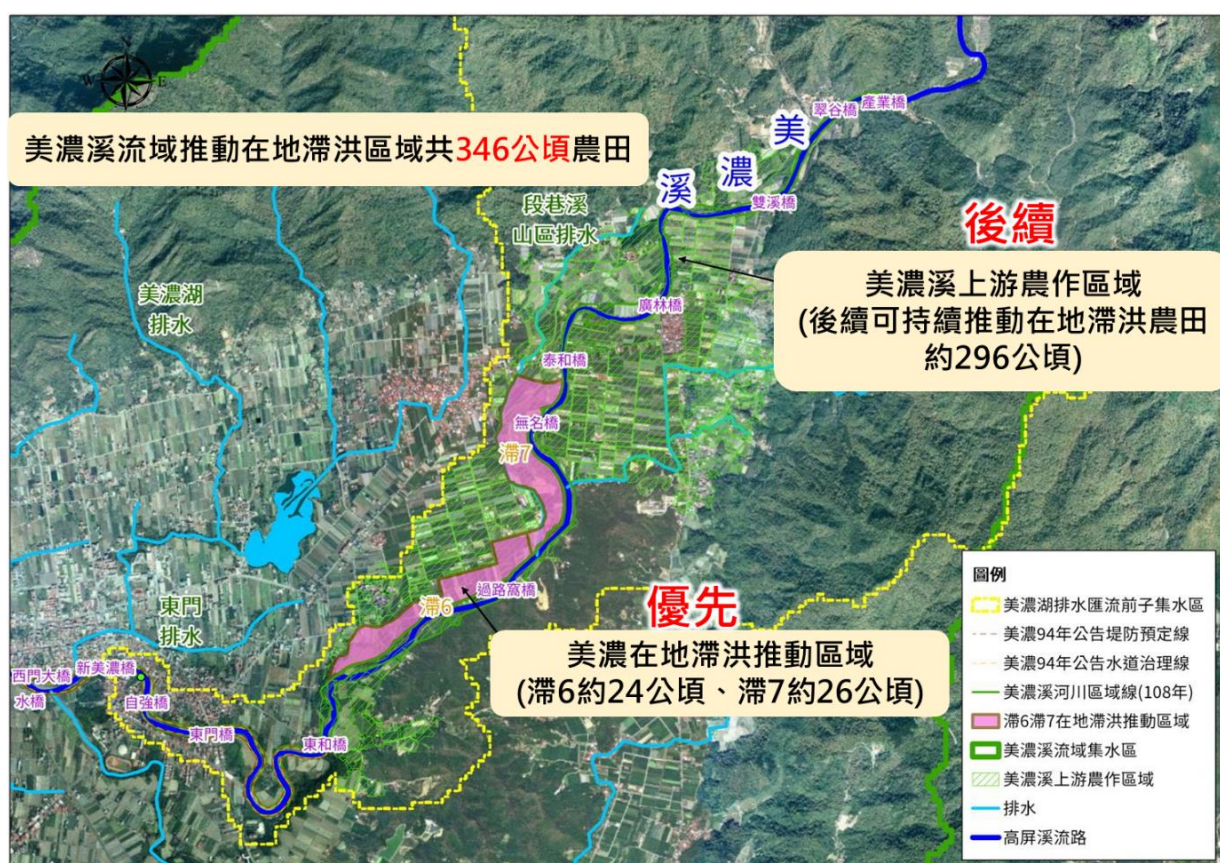 N
W
E
S
美濃溪流域推動在地滯洪區域共346公頃農田
翠谷橋
產業橋
美
濃
溪
雙溪橋
段巷溪
山區排水
後續
美濃溪上游農作區域
(後續可持續推動在地滯洪農田
約296公頃)
美濃湖
排水
廣林橋
泰和橋
無名橋
滯7
過路窩橋
滯6
優先
美濃在地滯洪推動區域
(滯6約24公頃、滯7約26公頃)
東門
排水
西門大橋
新美濃橋
水橋
自強橋
東門橋
東和橋
圖例
美濃湖排水匯流前子集水區
美濃94年公告堤防預定線
美濃94年公告水道治理線
美濃溪河川區域線(108年)
滯6滯7在地滯洪推動區域
美濃溪流域集水區
美濃溪上游農作區域
排水
高屏溪流路